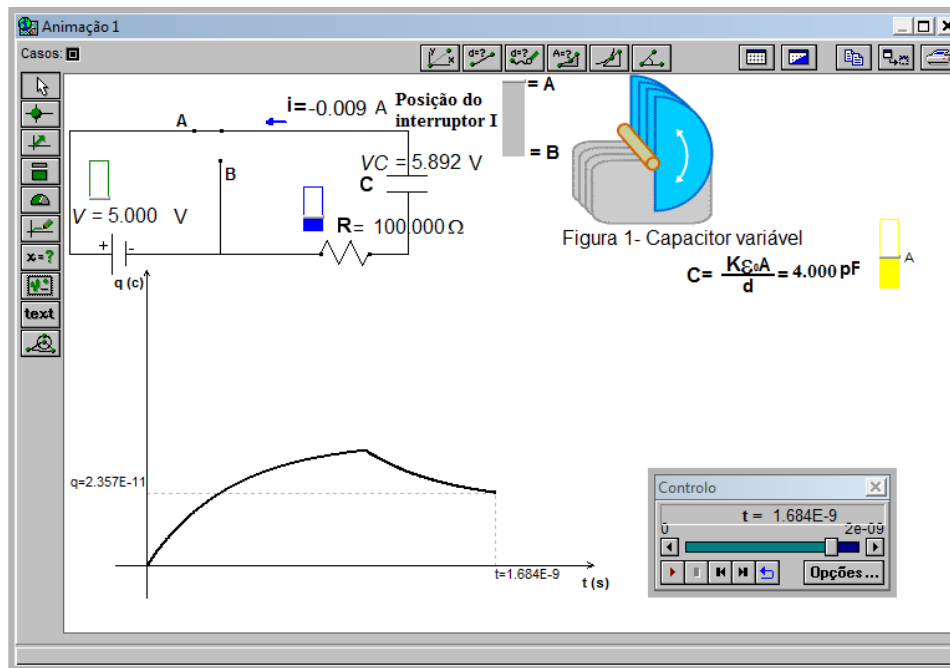 Animação 1
Casos:
i=-0.009 A
Posição do
interruptor I
= A
= B
A
B
VC = 5.892 V
C
V = 5.000 V
R= 100.000 Ω
+ -
Figura 1- Capacitor variável
C= Kε₀A/d = 4.000 pF
A
x=?
text
q (c)
q=2.357E-11
t=1.684E-9
t (s)
Controlo
t = 1.684E-9
0 2e-09
Opções...